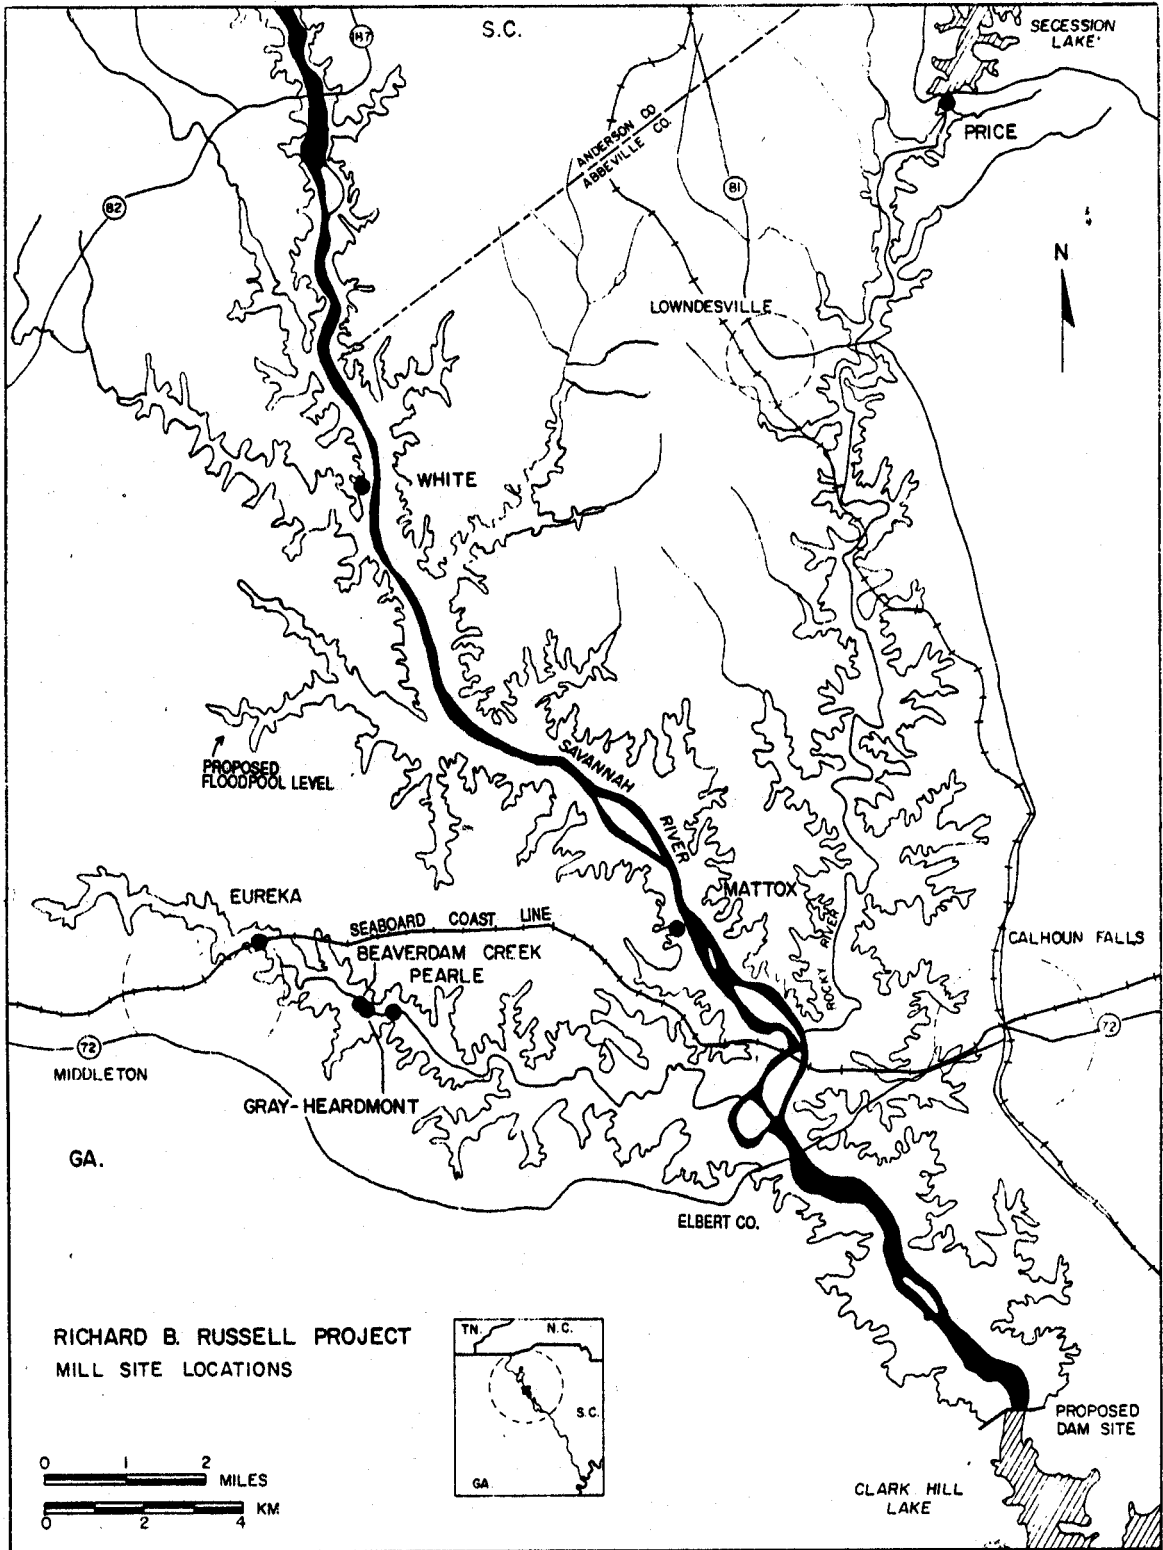 S.C.
SECESSION
LAKE
187
PRICE
ANDERSON CO
ABBEVILLE CO.
82
81
N
LOWNDESVILLE
WHITE
PROPOSED
FLOODPOOL LEVEL
SAVANNAH
RIVER
MATTOX
EUREKA
SEABOARD COAST LINE
BEAVERDAM CREEK
PEARLE
ROCKY
RIVER
CALHOUN FALLS
72
72
MIDDLETON
GRAY-HEARDMONT
GA.
ELBERT CO.
RICHARD B. RUSSELL PROJECT
MILL SITE LOCATIONS
TN.
N.C.
S.C.
GA.
PROPOSED
DAM SITE
CLARK HILL
LAKE
0 1 2
MILES
KM
0 2 4